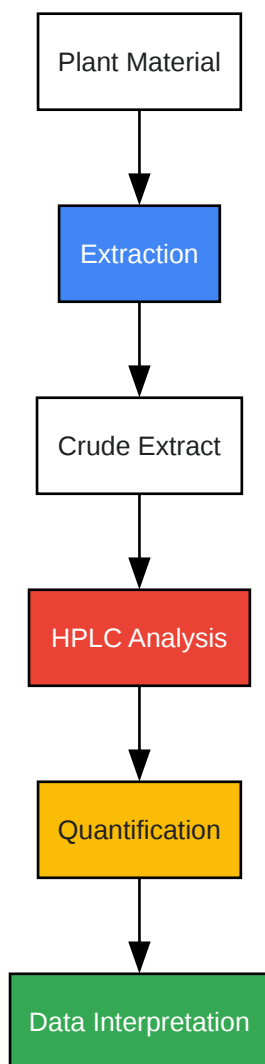 Plant Material
Extraction
Crude Extract
HPLC Analysis
Quantification
Data Interpretation